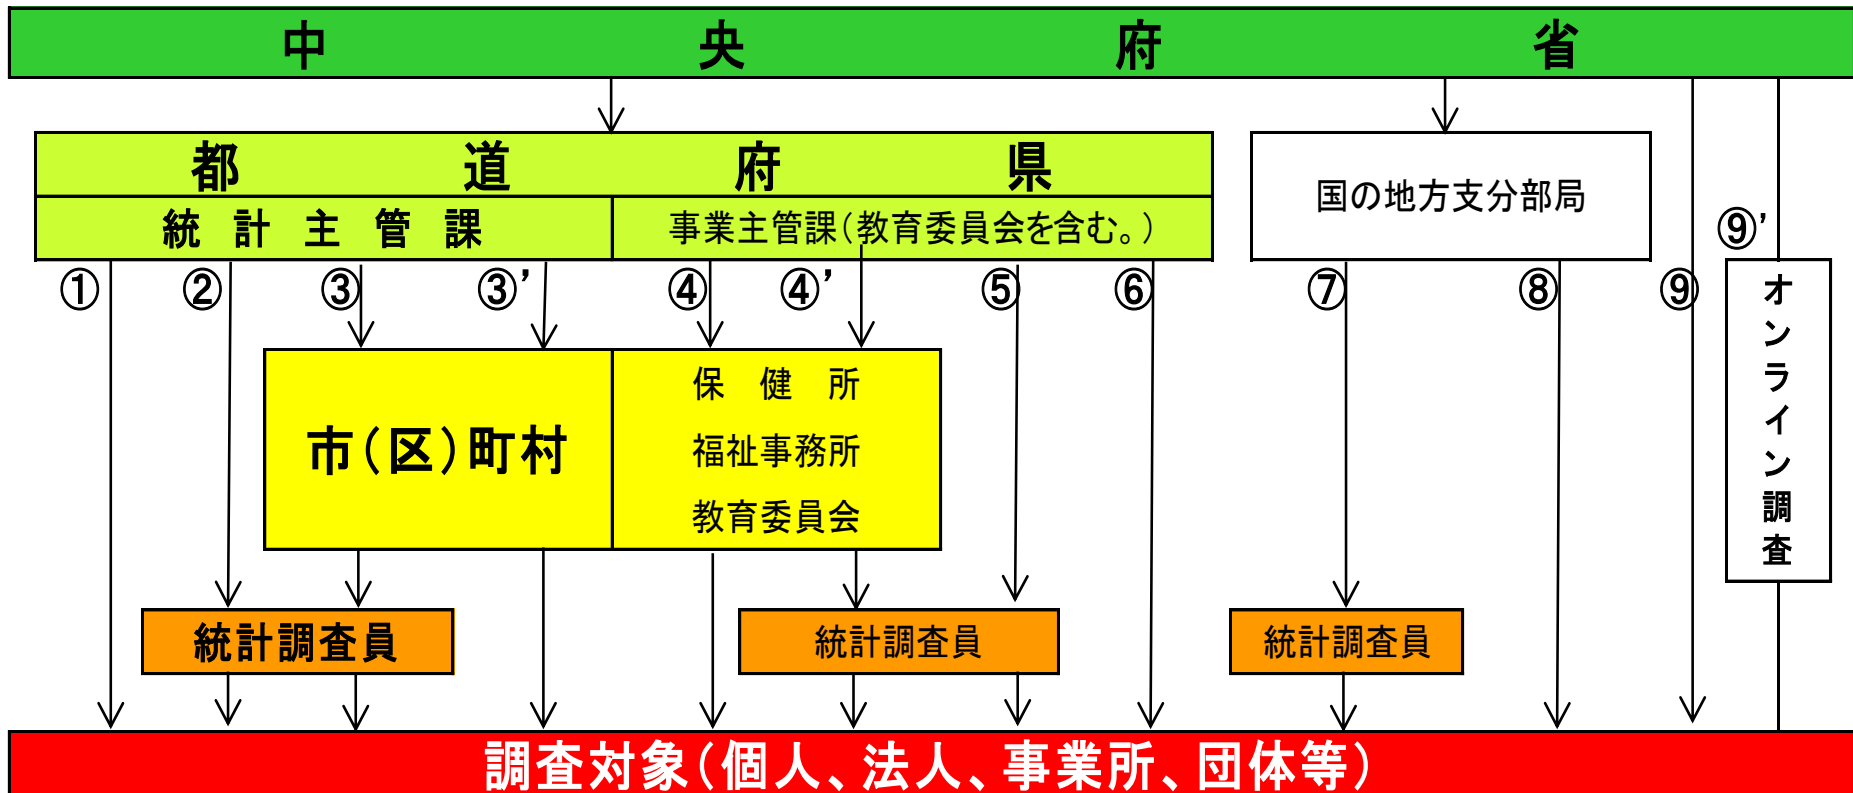 中央府省
都道府県
統計主管課
事業主管課(教育委員会を含む。)
国の地方支分部局
⑨'
①
②
③
③'
④
④'
⑤
⑥
⑦
⑧
⑨
オンライン調査
市(区)町村
保健所
福祉事務所
教育委員会
統計調査員
統計調査員
統計調査員
調査対象(個人、法人、事業所、団体等)